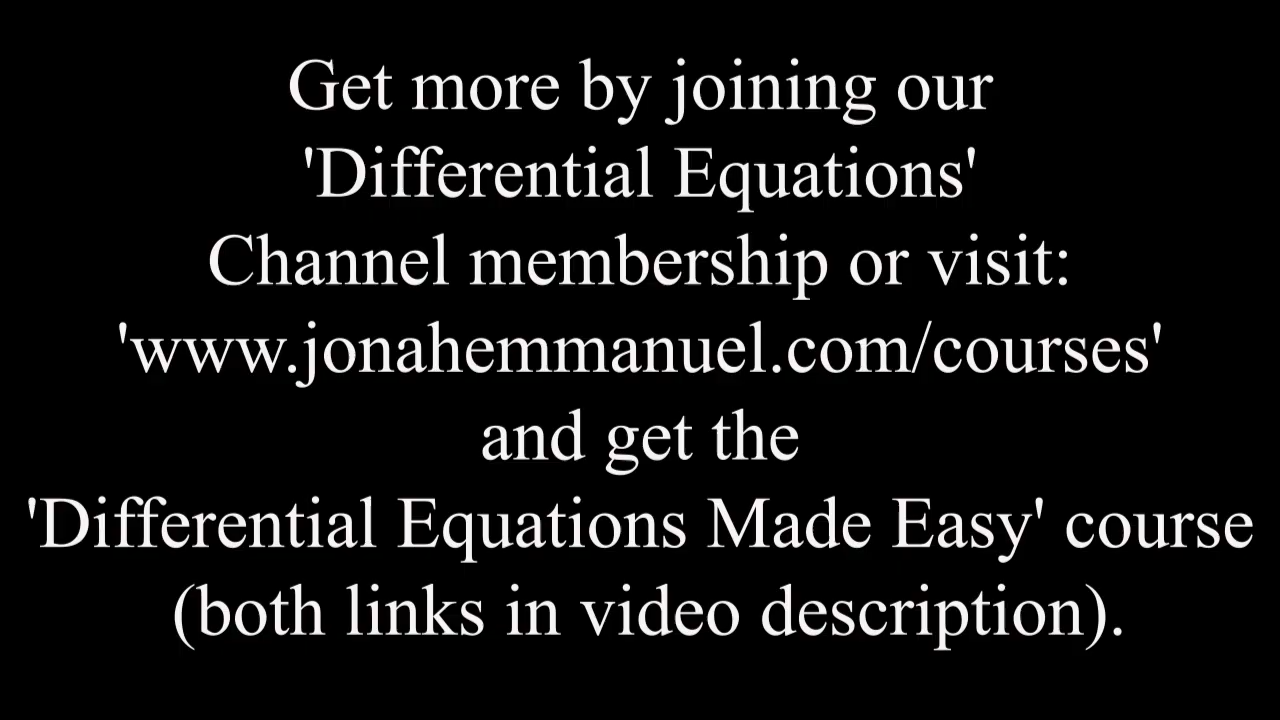 Get more by joining our
'Differential Equations'
Channel membership or visit:
'www.jonahemmanuel.com/courses'
and get the
'Differential Equations Made Easy' course
(both links in video description).